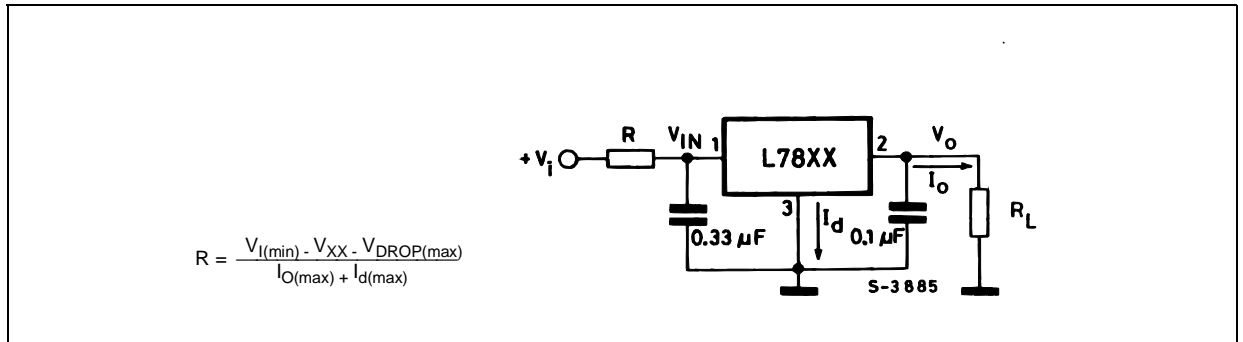 R = V_I(min) - V_XX - V_DROP(max)
I_O(max) + I_d(max)
+ V_i
R
V_IN
1
L78XX
2
V_o
I_o
3
I_d
0.33 µF
0.1 µF
R_L
S-3885